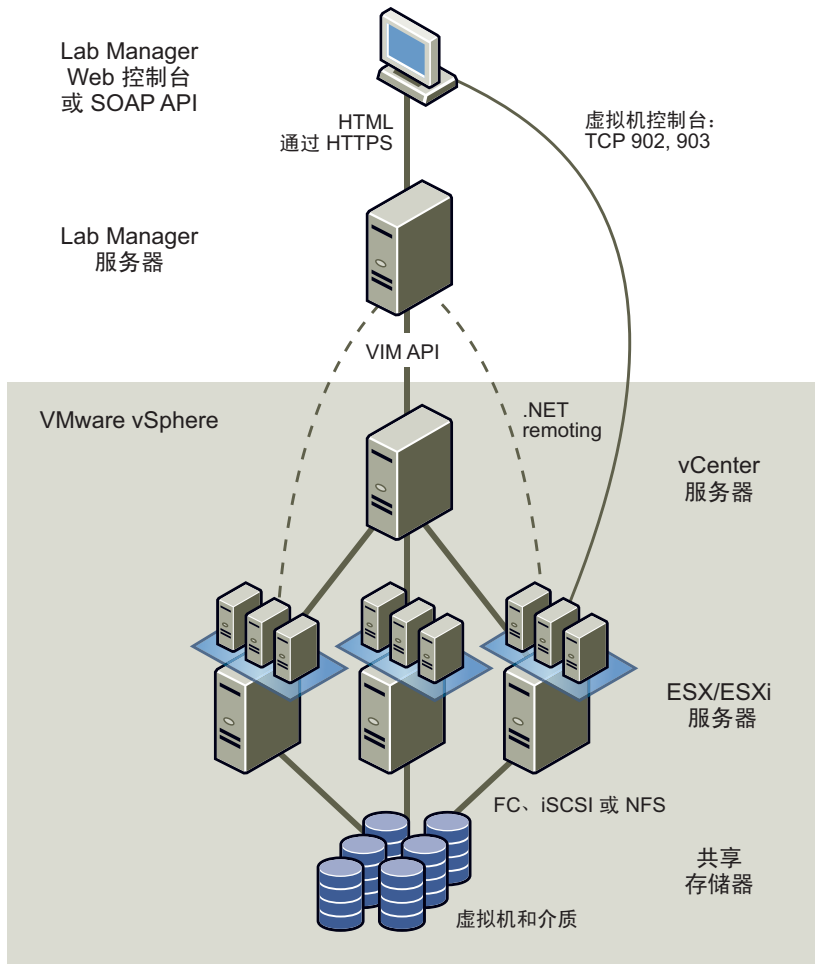 Lab Manager
Web 控制台
或 SOAP API
HTML
通过 HTTPS
虚拟机控制台：
TCP 902, 903
Lab Manager
服务器
VIM API
VMware vSphere
.NET
remoting
vCenter
服务器
ESX/ESXi
服务器
FC、iSCSI 或 NFS
共享
存储器
虚拟机和介质